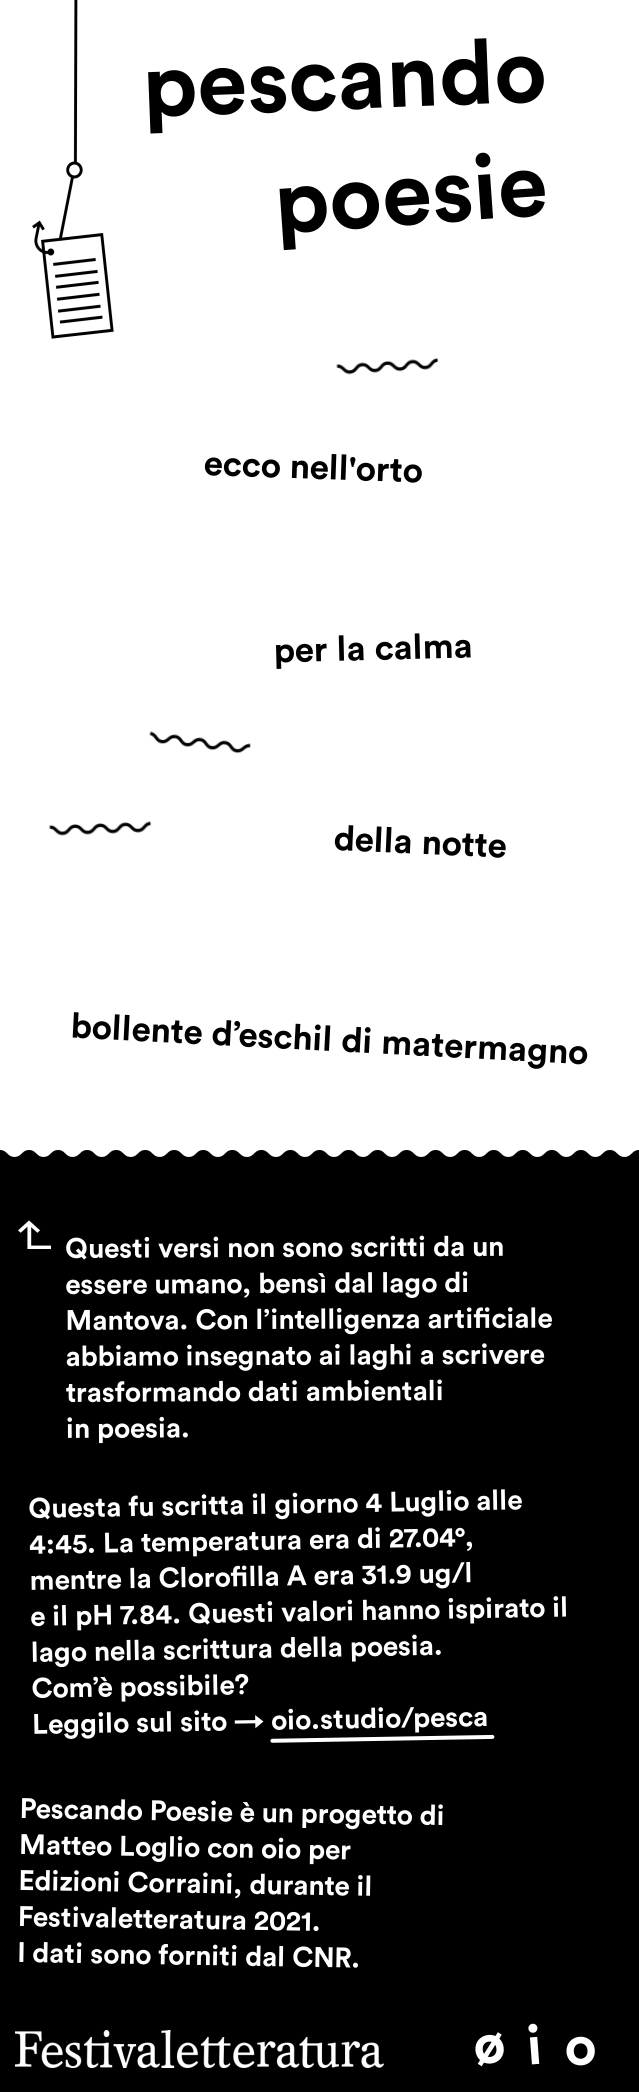 pescando
poesie
ecco nell'orto
per la calma
della notte
bollente d’eschil di matermagno
Questi versi non sono scritti da un
essere umano, bensì dal lago di
Mantova. Con l’intelligenza artificiale
abbiamo insegnato ai laghi a scrivere
trasformando dati ambientali
in poesia.
Questa fu scritta il giorno 4 Luglio alle
4:45. La temperatura era di 27.04°,
mentre la Clorofilla A era 31.9 ug/l
e il pH 7.84. Questi valori hanno ispirato il
lago nella scrittura della poesia.
Com’è possibile?
Leggilo sul sito → oio.studio/pesca
Pescando Poesie è un progetto di
Matteo Loglio con oio per
Edizioni Corraini, durante il
Festivaletteratura 2021.
I dati sono forniti dal CNR.
Festivaletteratura ø i o